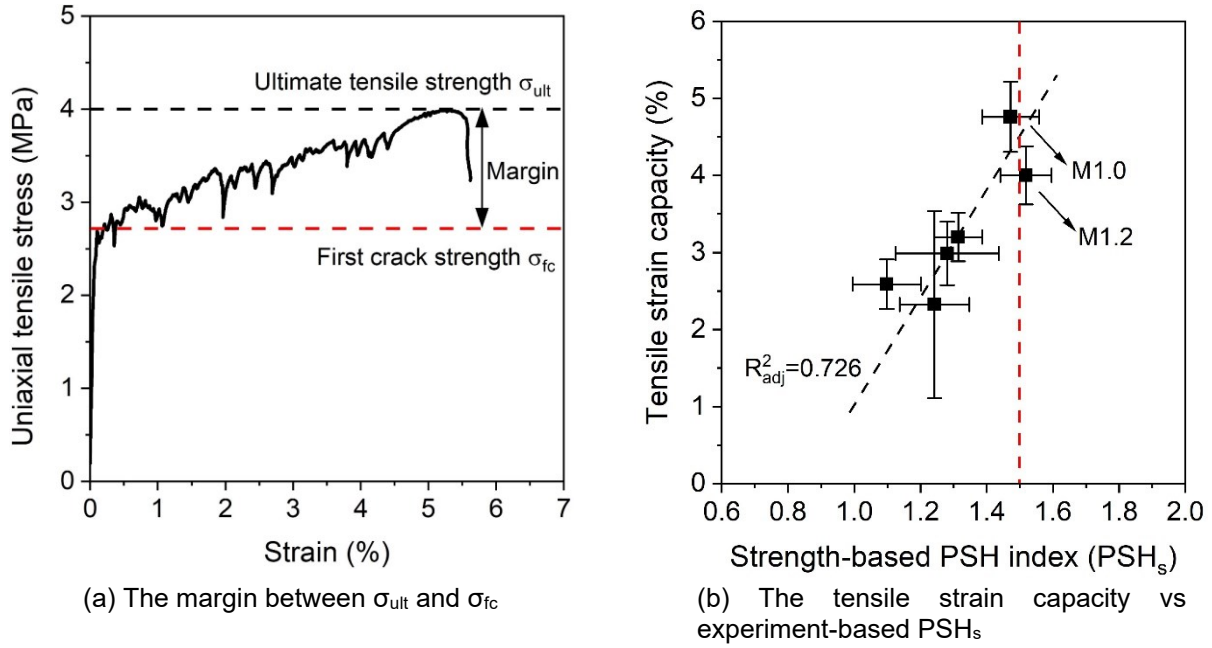 5
4
3
2
1
0
0 1 2 3 4 5 6 7
Uniaxial tensile stress (MPa)
Strain (%)
Ultimate tensile strength σult
Margin
First crack strength σfc
(a) The margin between σult and σfc
6
5
4
3
2
1
0
0.6 0.8 1.0 1.2 1.4 1.6 1.8 2.0
Tensile strain capacity (%)
Strength-based PSH index (PSHs)
M1.0
M1.2
R²adj=0.726
(b) The tensile strain capacity vs
experiment-based PSHs